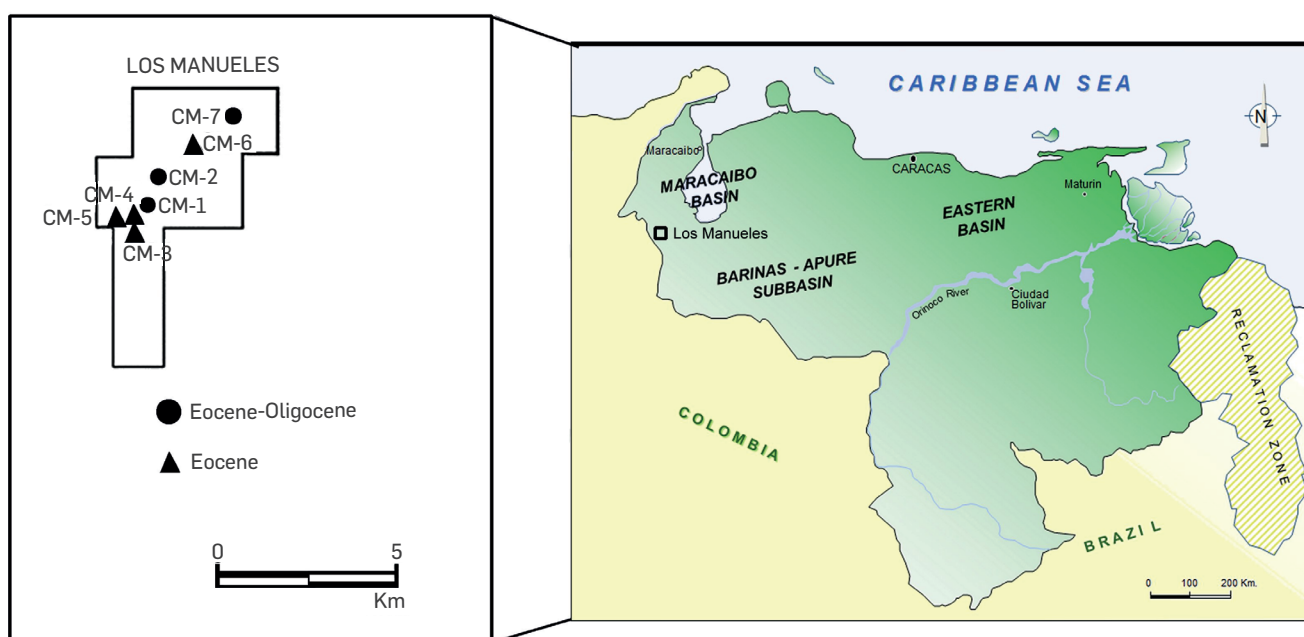 LOS MANUELES
CM-7
CM-6
CM-2
CM-4
CM-1
CM-5
CM-3
Eocene-Oligocene
Eocene
0 5
Km
CARIBBEAN SEA
N
Maracaibo
CARACAS
MARACAIBO
BASIN
Maturin
EASTERN
BASIN
Los Manueles
BARINAS - APURE
SUBBASIN
Orinoco River
Ciudad
Bolivar
RECLAMATION ZONE
COLOMBIA
BRAZIL
0 100 200 Km.